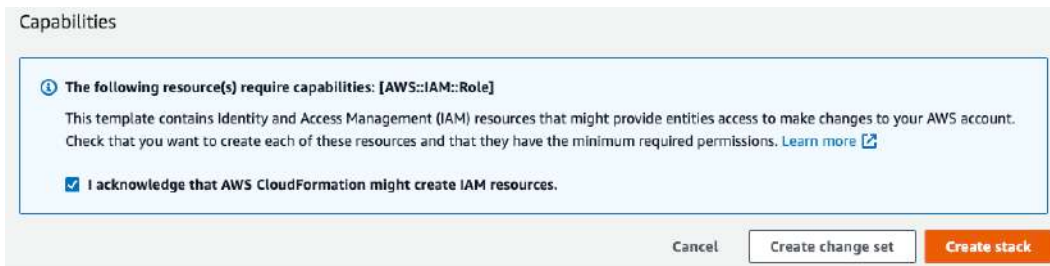 Capabilities
The following resource(s) require capabilities: [AWS::IAM::Role]
This template contains Identity and Access Management (IAM) resources that might provide entities access to make changes to your AWS account.
Check that you want to create each of these resources and that they have the minimum required permissions. Learn more
I acknowledge that AWS CloudFormation might create IAM resources.
Cancel Create change set Create stack